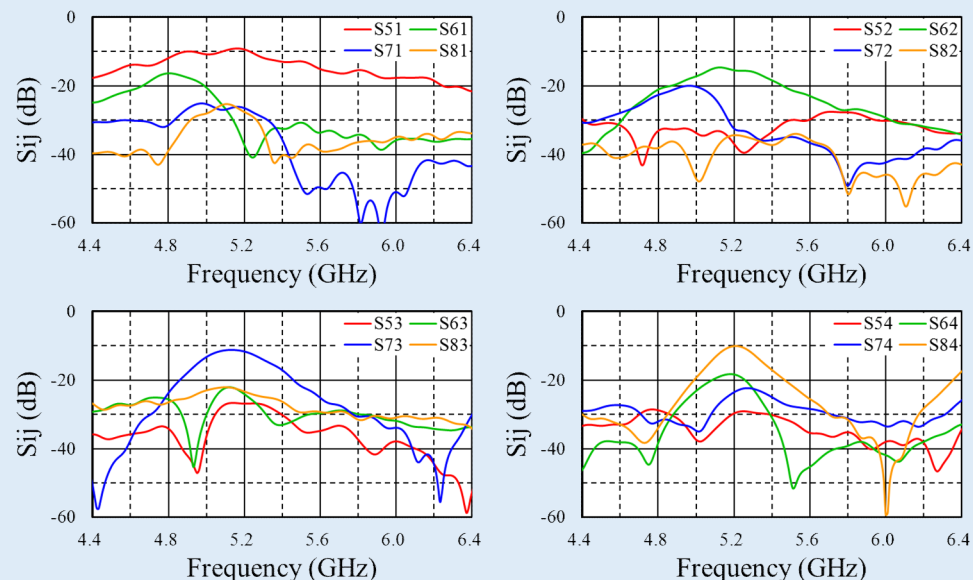 0
-20
-40
-60
Sij (dB)
S51 S61
S71 S81
4.4 4.8 5.2 5.6 6.0 6.4
Frequency (GHz)
0
-20
-40
-60
Sij (dB)
S52 S62
S72 S82
4.4 4.8 5.2 5.6 6.0 6.4
Frequency (GHz)
0
-20
-40
-60
Sij (dB)
S53 S63
S73 S83
4.4 4.8 5.2 5.6 6.0 6.4
Frequency (GHz)
0
-20
-40
-60
Sij (dB)
S54 S64
S74 S84
4.4 4.8 5.2 5.6 6.0 6.4
Frequency (GHz)